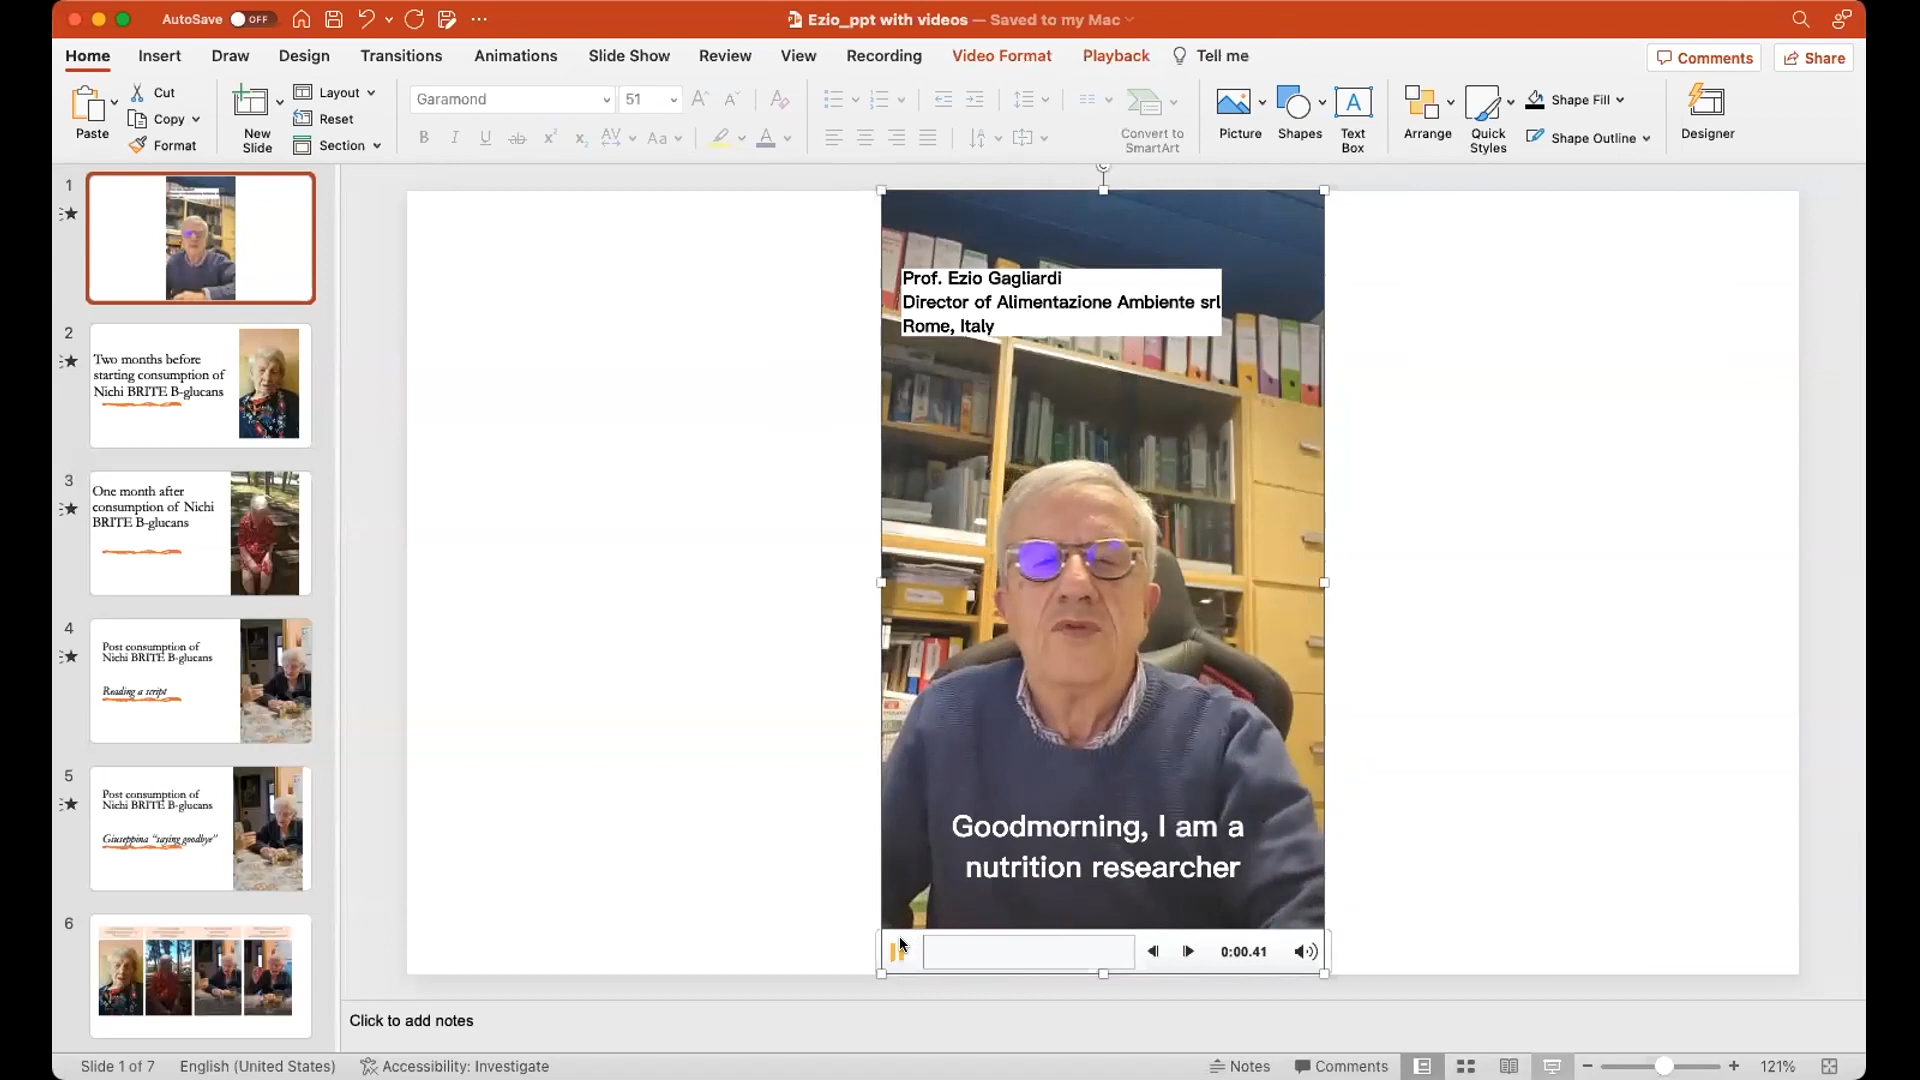 AutoSave OFF
Ezio_ppt with videos — Saved to my Mac
Home Insert Draw Design Transitions Animations Slide Show Review View Recording Video Format Playback Tell me
Comments Share
Paste
Cut
Copy
Format
New
Slide
Layout
Reset
Section
Garamond 51
Convert to
SmartArt
Picture
Shapes
Text
Box
Arrange
Quick
Styles
Shape Fill
Shape Outline
Designer
1
2
Two months before
starting consumption of
Nichi BRITE B-glucans
3
One month after
consumption of Nichi
BRITE B-glucans
4
Post consumption of
Nichi BRITE B-glucans
Reading a script
5
Post consumption of
Nichi BRITE B-glucans
Giuseppina “saying goodbye”
6
Prof. Ezio Gagliardi
Director of Alimentazione Ambiente srl
Rome, Italy
Goodmorning, I am a
nutrition researcher
0:00.41
Click to add notes
Slide 1 of 7 English (United States) Accessibility: Investigate Notes Comments 121%